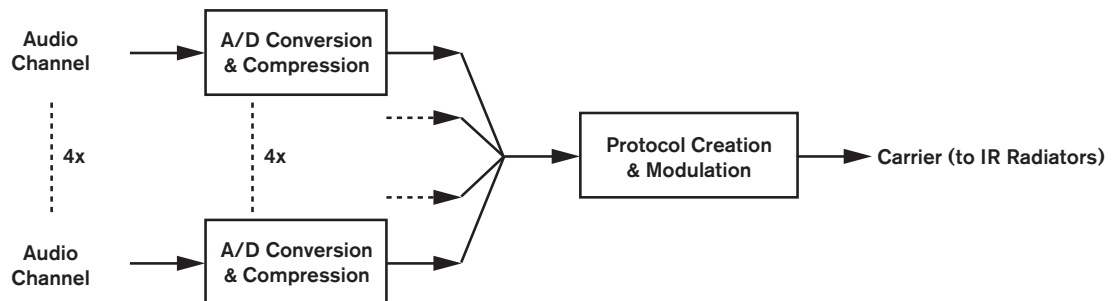 Audio
Channel
A/D Conversion
& Compression
4x
4x
Protocol Creation
& Modulation
Carrier (to IR Radiators)
Audio
Channel
A/D Conversion
& Compression